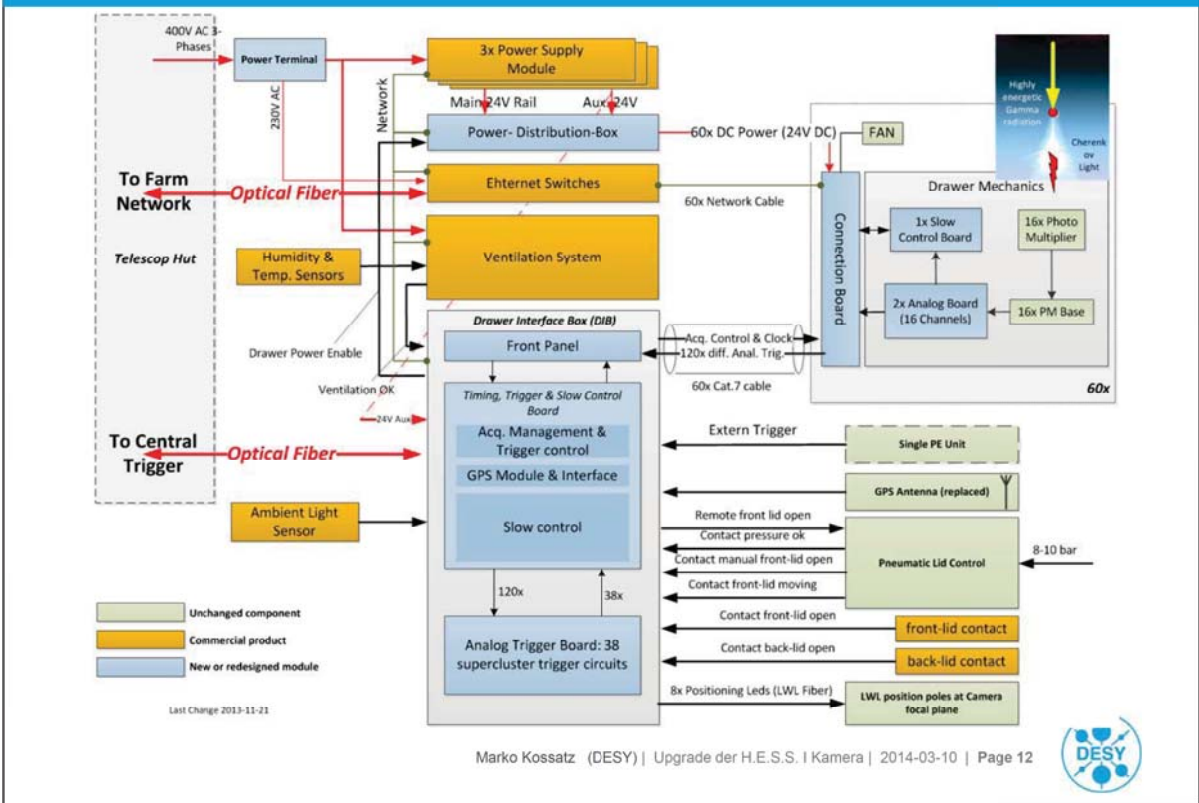 400V AC 3-
Phases
Power Terminal
230V AC
Network
3x Power Supply
Module
Main 24V Rail
Aux. 24V
Power- Distribution-Box
60x DC Power (24V DC)
FAN
Highly
energetic
Gamma
radiation
Cherenk
ov
Light
To Farm
Network
Optical Fiber
Ehternet Switches
60x Network Cable
Drawer Mechanics
Connection Board
1x Slow
Control Board
16x Photo
Multiplier
2x Analog Board
(16 Channels)
16x PM Base
60x
Telescop Hut
Humidity &
Temp. Sensors
Ventilation System
Drawer Interface Box (DIB)
Front Panel
Acq. Control & Clock
120x diff. Anal. Trig.
60x Cat.7 cable
Drawer Power Enable
Ventilation OK
24V Aux
Timing, Trigger & Slow Control
Board
Acq. Management &
Trigger control
GPS Module & Interface
Slow control
To Central
Trigger
Optical Fiber
Extern Trigger
Single PE Unit
GPS Antenna (replaced)
Ambient Light
Sensor
Remote front lid open
Contact pressure ok
Contact manual front-lid open
Contact front-lid moving
Pneumatic Lid Control
8-10 bar
120x
38x
Contact front-lid open
front-lid contact
Analog Trigger Board: 38
supercluster trigger circuits
Contact back-lid open
back-lid contact
8x Positioning Leds (LWL Fiber)
LWL position poles at Camera
focal plane
Unchanged component
Commercial product
New or redesigned module
Last Change 2013-11-21
Marko Kossatz (DESY) | Upgrade der H.E.S.S. I Kamera | 2014-03-10 | Page 12
DESY